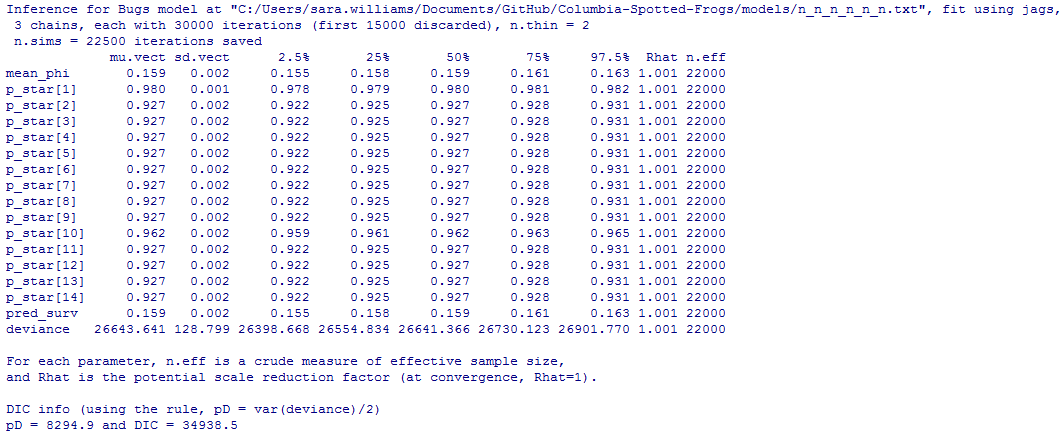 Inference for Bugs model at "C:/Users/sara.williams/Documents/GitHub/Columbia-Spotted-Frogs/models/n_n_n_n_n_n.txt", fit using jags,
3 chains, each with 30000 iterations (first 15000 discarded), n.thin = 2
n.sims = 22500 iterations saved
mu.vect sd.vect 2.5% 25% 50% 75% 97.5% Rhat n.eff
mean_phi 0.159 0.002 0.155 0.158 0.159 0.161 0.163 1.001 22000
p_star[1] 0.980 0.001 0.978 0.979 0.980 0.981 0.982 1.001 22000
p_star[2] 0.927 0.002 0.922 0.925 0.927 0.928 0.931 1.001 22000
p_star[3] 0.927 0.002 0.922 0.925 0.927 0.928 0.931 1.001 22000
p_star[4] 0.927 0.002 0.922 0.925 0.927 0.928 0.931 1.001 22000
p_star[5] 0.927 0.002 0.922 0.925 0.927 0.928 0.931 1.001 22000
p_star[6] 0.927 0.002 0.922 0.925 0.927 0.928 0.931 1.001 22000
p_star[7] 0.927 0.002 0.922 0.925 0.927 0.928 0.931 1.001 22000
p_star[8] 0.927 0.002 0.922 0.925 0.927 0.928 0.931 1.001 22000
p_star[9] 0.927 0.002 0.922 0.925 0.927 0.928 0.931 1.001 22000
p_star[10] 0.962 0.002 0.959 0.961 0.962 0.963 0.965 1.001 22000
p_star[11] 0.927 0.002 0.922 0.925 0.927 0.928 0.931 1.001 22000
p_star[12] 0.927 0.002 0.922 0.925 0.927 0.928 0.931 1.001 22000
p_star[13] 0.927 0.002 0.922 0.925 0.927 0.928 0.931 1.001 22000
p_star[14] 0.927 0.002 0.922 0.925 0.927 0.928 0.931 1.001 22000
pred_surv 0.159 0.002 0.155 0.158 0.159 0.161 0.163 1.001 22000
deviance 26643.641 128.799 26398.668 26554.834 26641.366 26730.123 26901.770 1.001 22000
For each parameter, n.eff is a crude measure of effective sample size,
and Rhat is the potential scale reduction factor (at convergence, Rhat=1).
DIC info (using the rule, pD = var(deviance)/2)
pD = 8294.9 and DIC = 34938.5